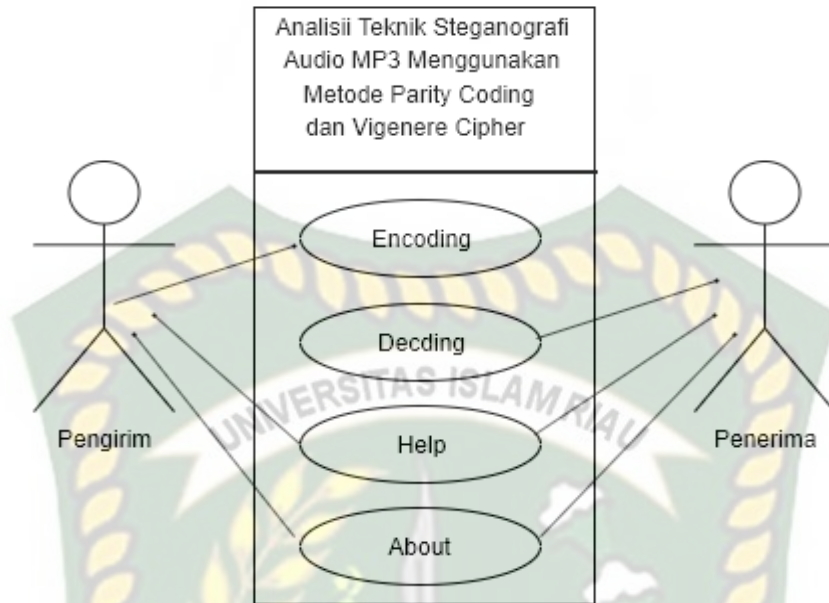 Analisii Teknik Steganografi
Audio MP3 Menggunakan
Metode Parity Coding
dan Vigenere Cipher
Encoding
Decding
UNIVERSITAS ISLAM RIAU
Pengirim
Help
Penerima
About